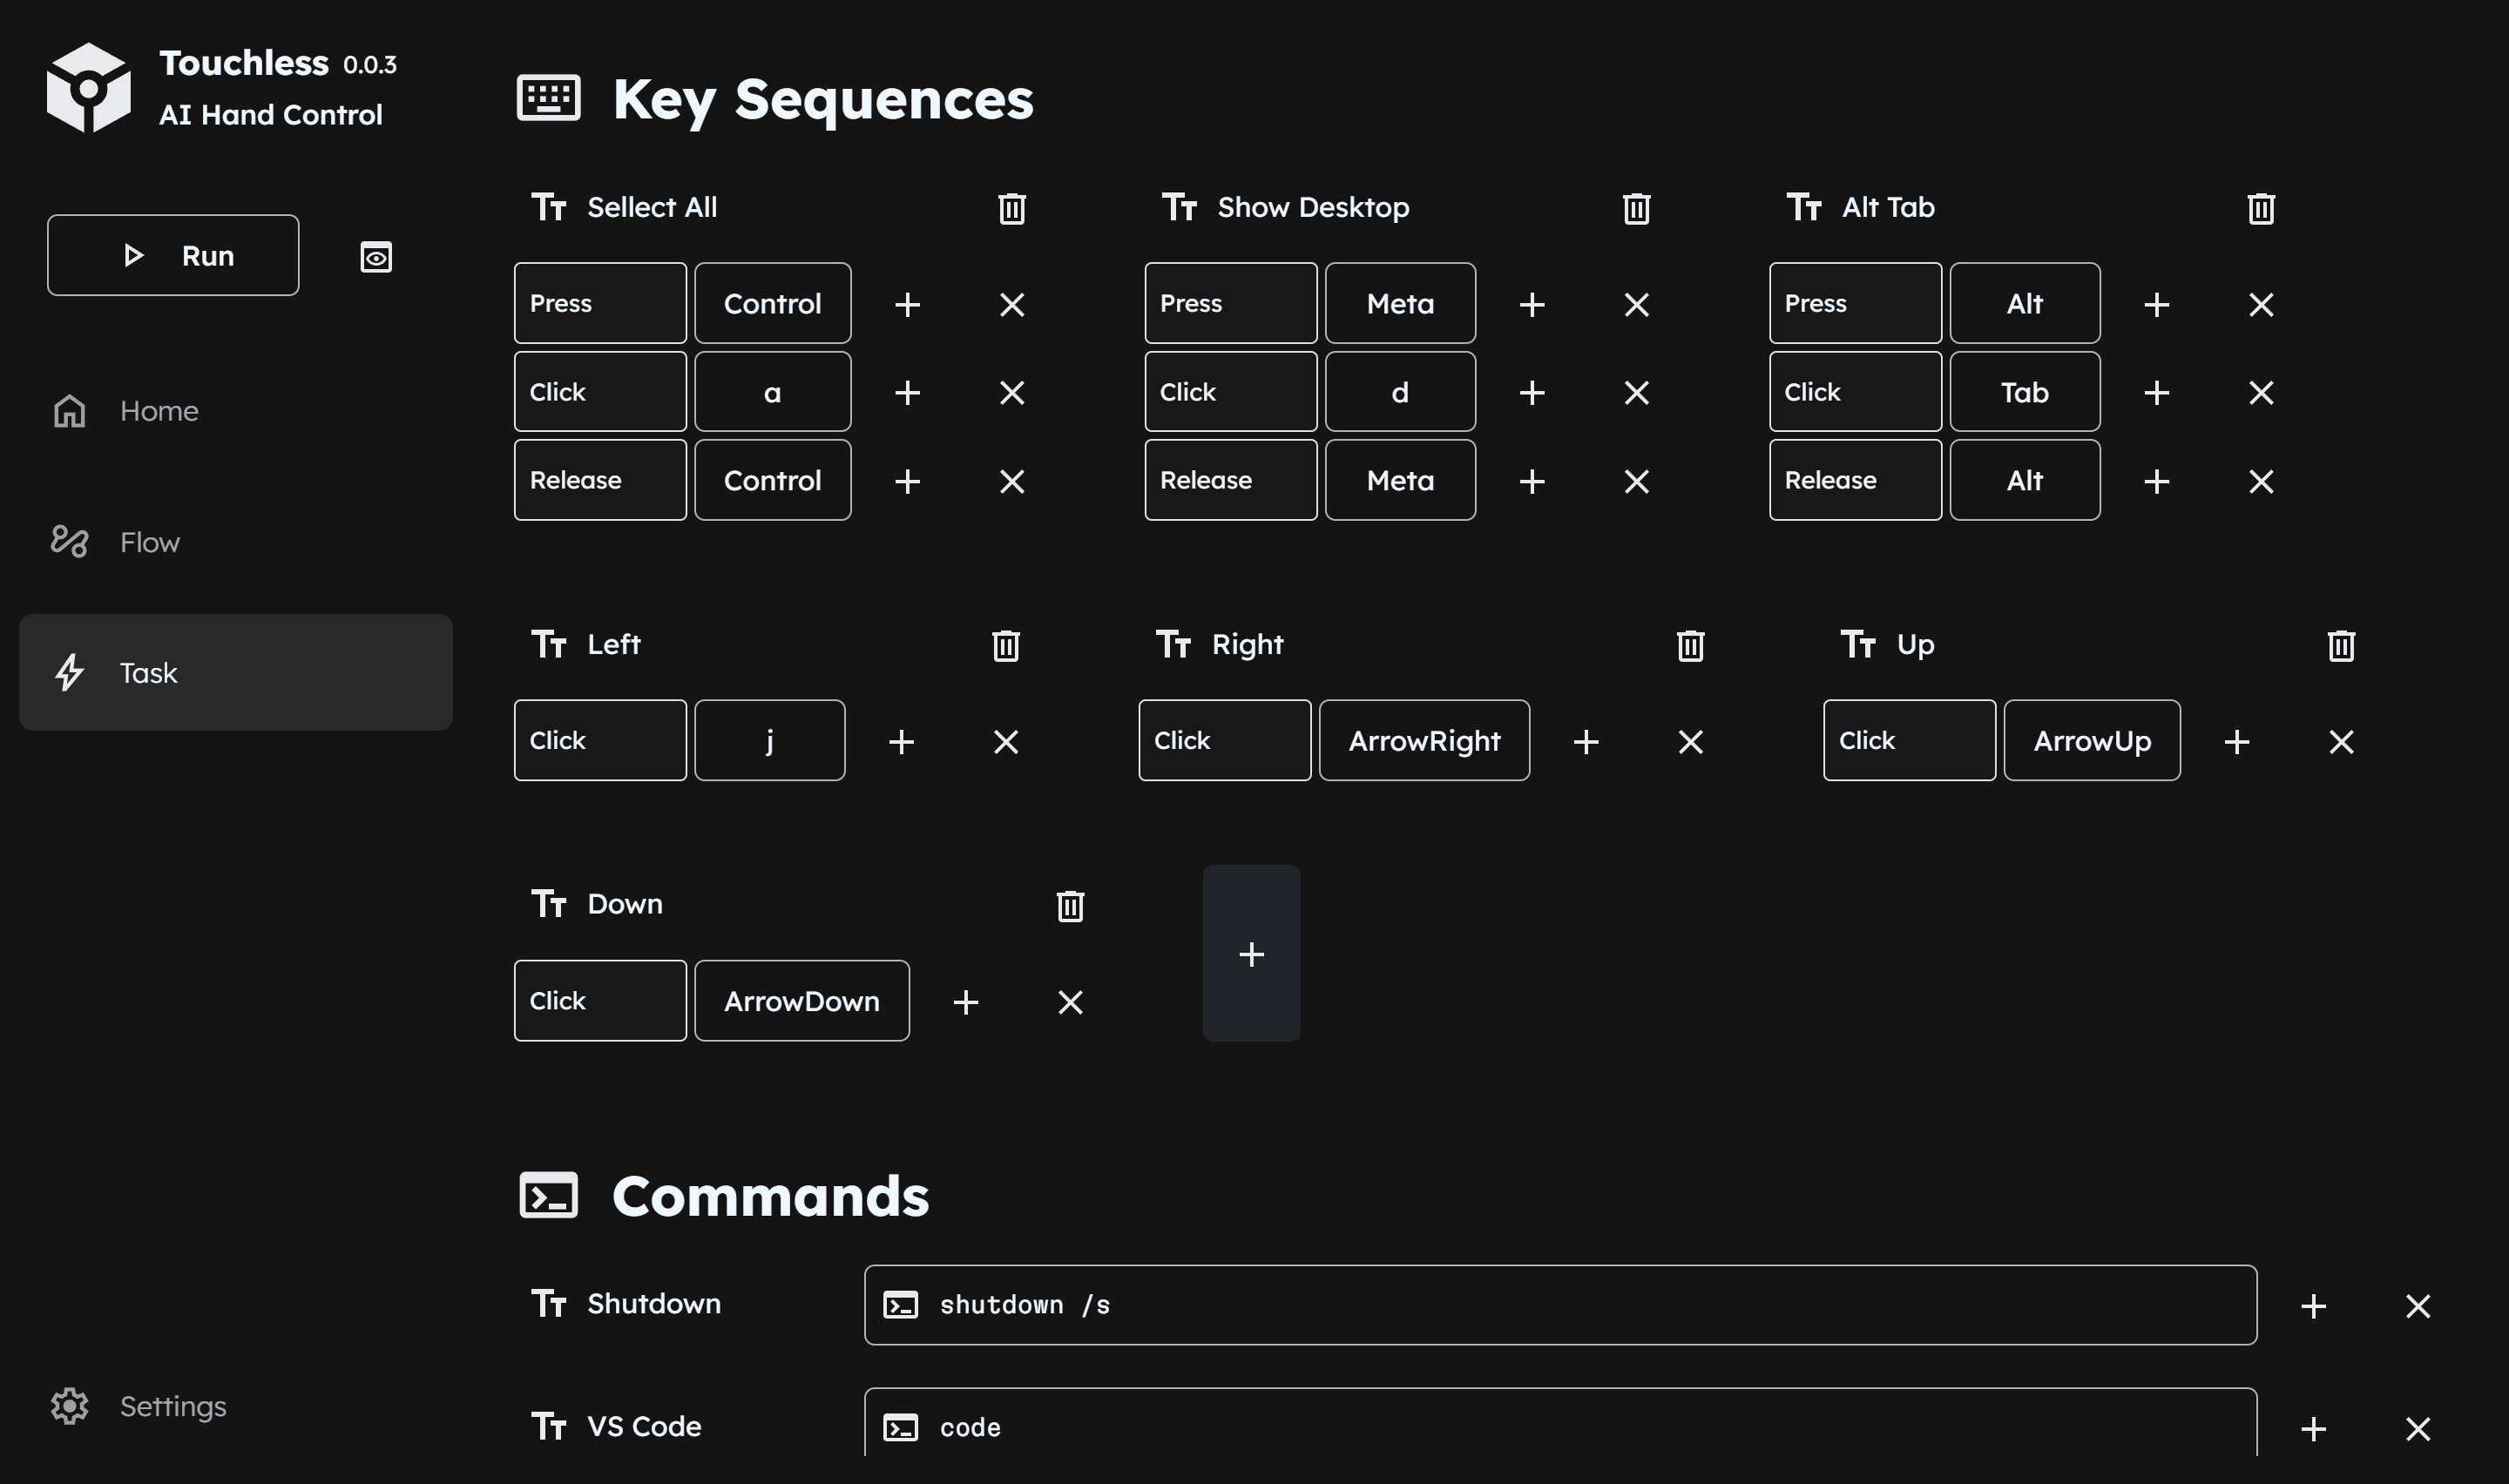 Touchless 0.0.3
AI Hand Control
Run
Home
Flow
Task
Settings
Key Sequences
Sellect All
Press Control
Click a
Release Control
Show Desktop
Press Meta
Click d
Release Meta
Alt Tab
Press Alt
Click Tab
Release Alt
Left
Click j
Right
Click ArrowRight
Up
Click ArrowUp
Down
Click ArrowDown
Commands
Shutdown shutdown /s
VS Code code